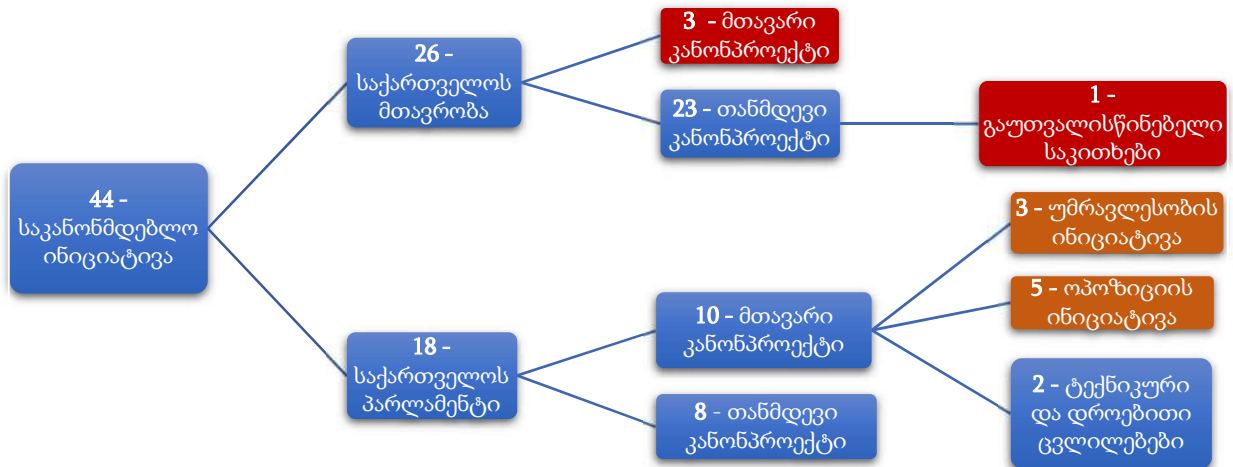 44 -
საკანონმდებლო
ინიციატივა
26 -
საქართველოს
მთავრობა
3 - მთავარი
კანონპროექტი
23 - თანმდევი
კანონპროექტი
1 -
გაუთვალისწინებელი
საკითხები
18 -
საქართველოს
პარლამენტი
10 - მთავარი
კანონპროექტი
3 - უმრავლესობის
ინიციატივა
5 - ოპოზიციის
ინიციატივა
2 - ტექნიკური
და დროებითი
ცვლილებები
8 - თანმდევი
კანონპროექტი